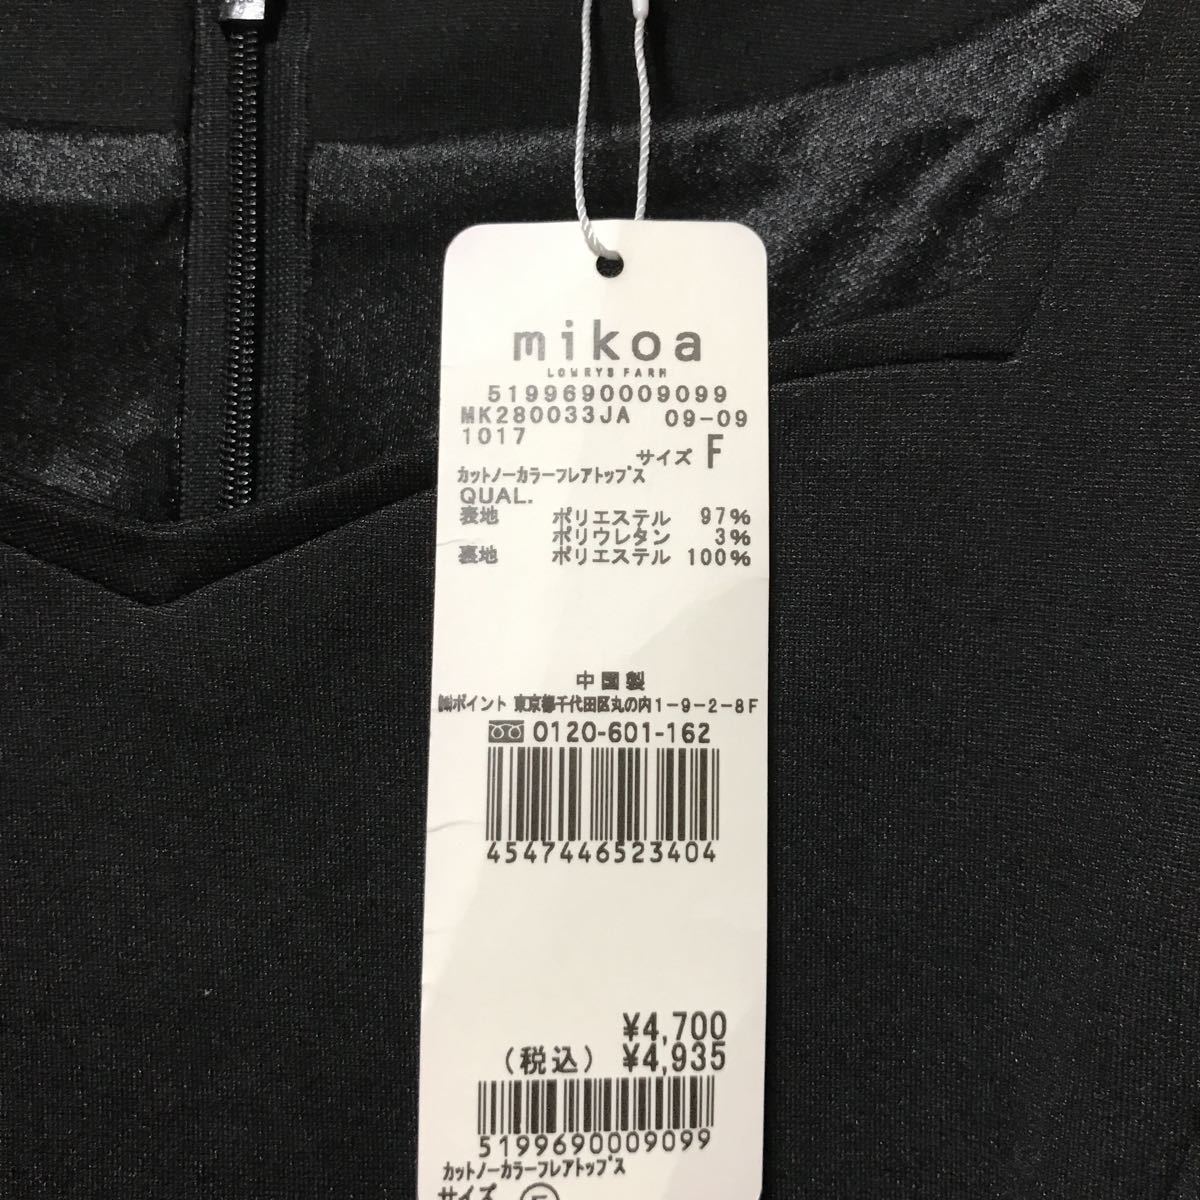 mikoa
LOWRYS FARM
5199690009099
MK280033JA 09-09
1017
サイズ F
カットノーカラーフレアトップス
QUAL.
表地 ポリエステル 97%
ポリウレタン 3%
裏地 ポリエステル 100%
中国製
㈱ポイント 東京都千代田区丸の内1-9-2-8F
0120-601-162
4547446523404
¥4,700
(税込) ¥4,935
5199690009099
カットノーカラーフレアトップス
サイズ F